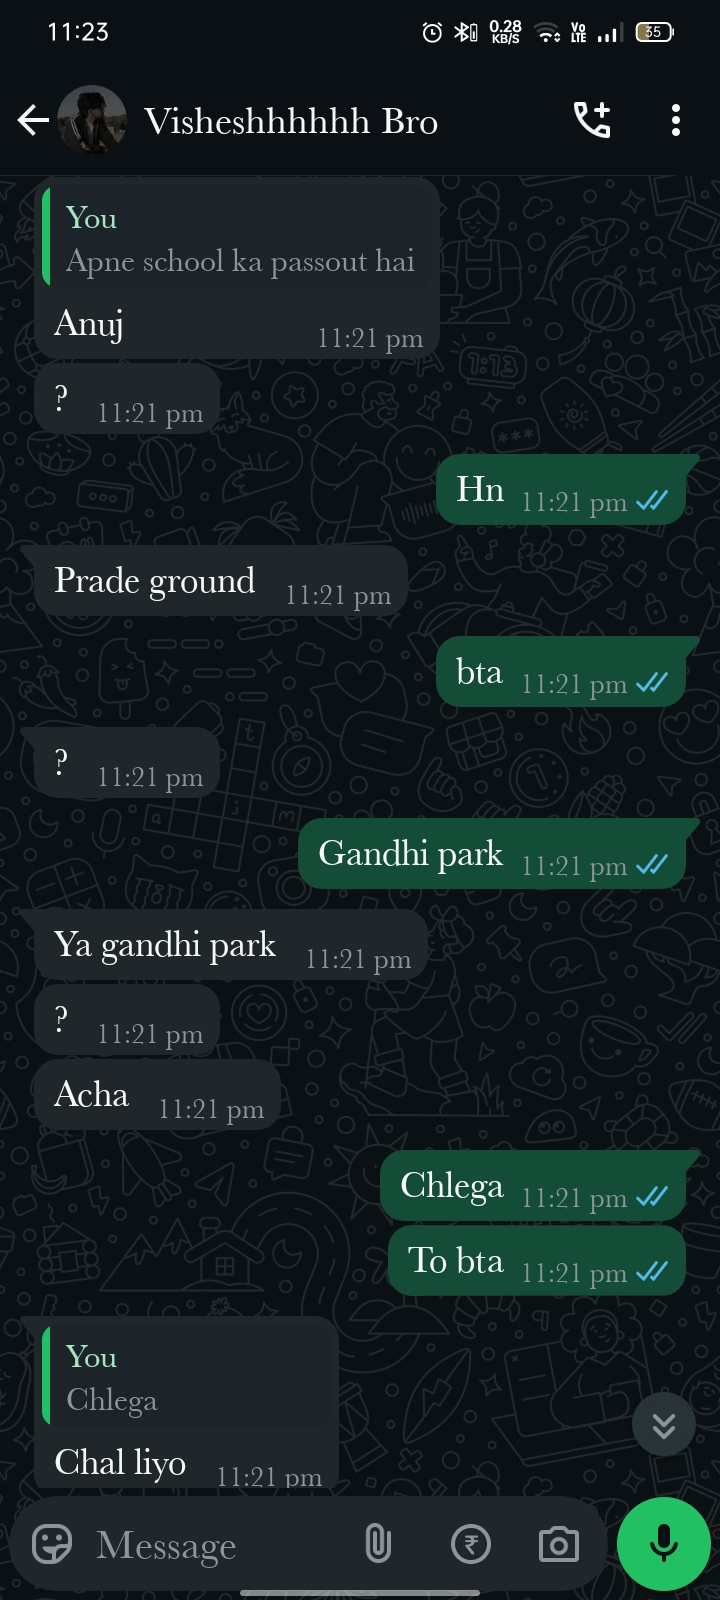 11:23
0.28
KB/S
Vo
LTE
35
Visheshhhhhh Bro
You
Apne school ka passout hai
Anuj
11:21 pm
?
11:21 pm
Hn
11:21 pm
Prade ground
11:21 pm
bta
11:21 pm
?
11:21 pm
Gandhi park
11:21 pm
Ya gandhi park
11:21 pm
?
11:21 pm
Acha
11:21 pm
Chlega
11:21 pm
To bta
11:21 pm
You
Chlega
Chal liyo
11:21 pm
Message